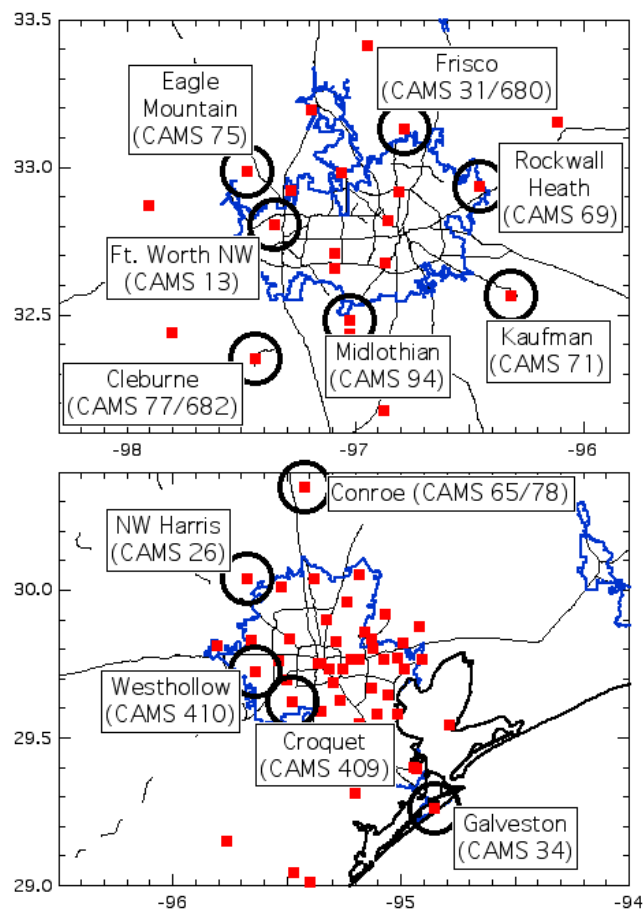 33.5
Eagle
Mountain
(CAMS 75)
Frisco
(CAMS 31/680)
33.0
Rockwall
Heath
(CAMS 69)
Ft. Worth NW
(CAMS 13)
32.5
Midlothian
(CAMS 94)
Kaufman
(CAMS 71)
Cleburne
(CAMS 77/682)
-98
-97
-96
Conroe (CAMS 65/78)
NW Harris
(CAMS 26)
30.0
Westhollow
(CAMS 410)
29.5
Croquet
(CAMS 409)
Galveston
(CAMS 34)
29.0
-96
-95
-94